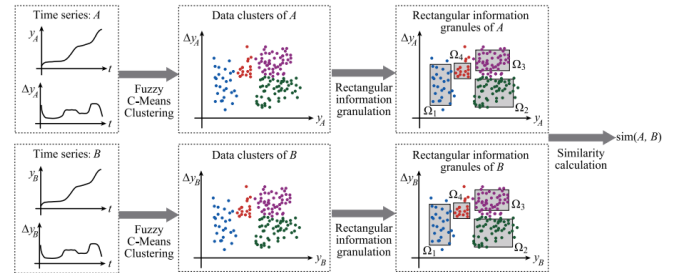 Time series: A
y_A
t
Δy_A
t
Fuzzy
C-Means
Clustering
Data clusters of A
Δy_A
y_A
Rectangular
information
granulation
Rectangular information
granules of A
Δy_A
Ω_4
Ω_3
Ω_1
Ω_2
y_A
Time series: B
y_B
t
Δy_B
t
Fuzzy
C-Means
Clustering
Data clusters of B
Δy_B
y_B
Rectangular
information
granulation
Rectangular information
granules of B
Δy_B
Ω_4
Ω_3
Ω_1
Ω_2
y_B
Similarity
calculation
sim(A, B)